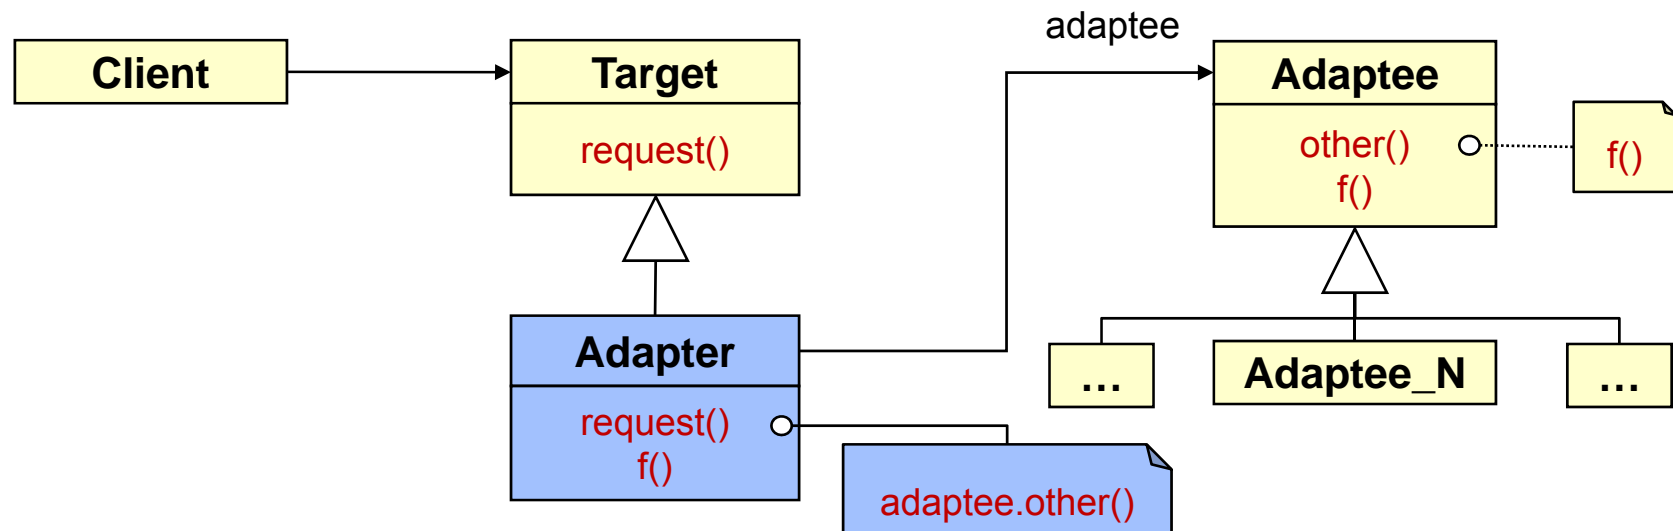 adaptee
Client
Target
request()
Adaptee
other()
f()
f()
Adapter
request()
f()
adaptee.other()
...
Adaptee_N
...